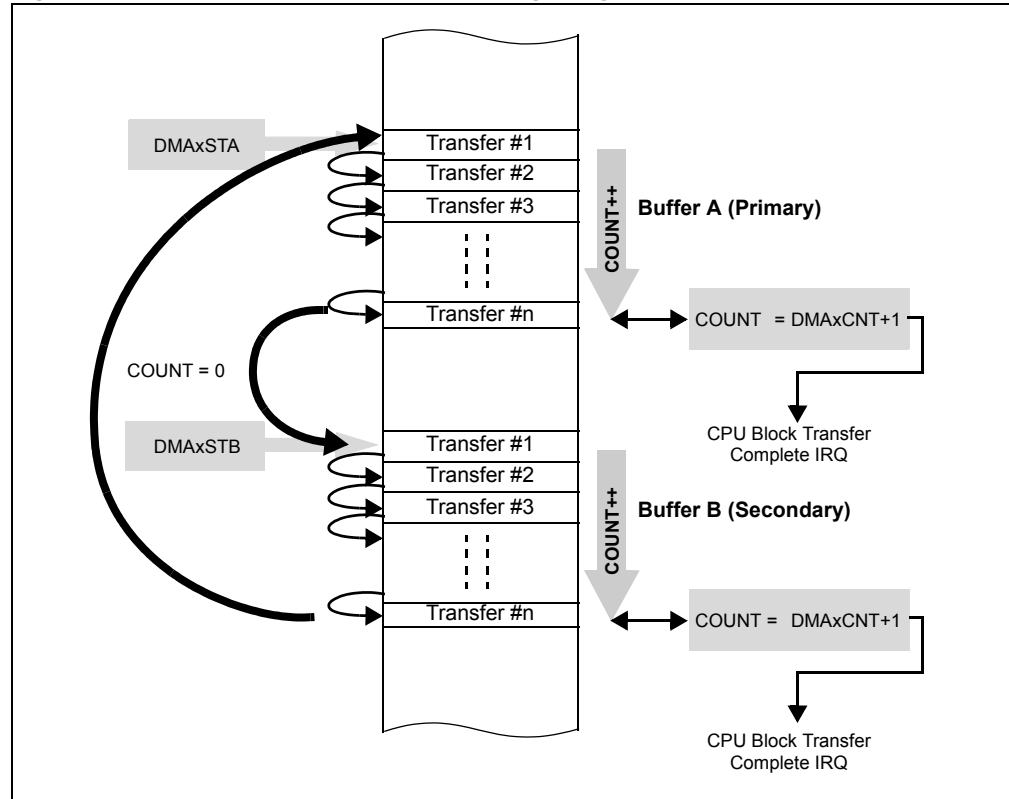 DMAxSTA
Transfer #1
Transfer #2
Transfer #3
COUNT++
Buffer A (Primary)
Transfer #n
COUNT = DMAxCNT+1
COUNT = 0
CPU Block Transfer
Complete IRQ
DMAxSTB
Transfer #1
Transfer #2
Transfer #3
COUNT++
Buffer B (Secondary)
Transfer #n
COUNT = DMAxCNT+1
CPU Block Transfer
Complete IRQ